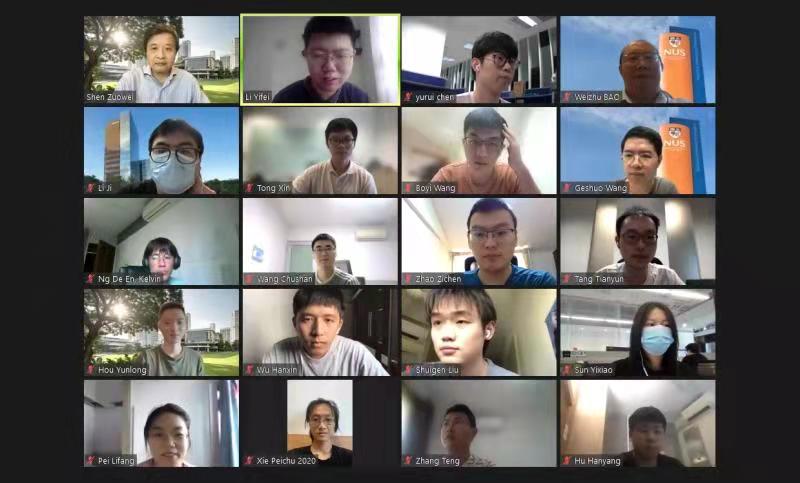 Shen Zuowei
Li Yifei
yurui chen
Weizhu BAO
NUS
Li Ji
Tong Xin
Boyi Wang
Geshuo Wang
NUS
Ng De En, Kelvin
Wang Chushan
Zhao Zichen
Tang Tianyun
Hou Yunlong
Wu Hanxin
Shuigen Liu
Sun Yixiao
Pei Lifang
Xie Peichu 2020
Zhang Teng
Hu Hanyang